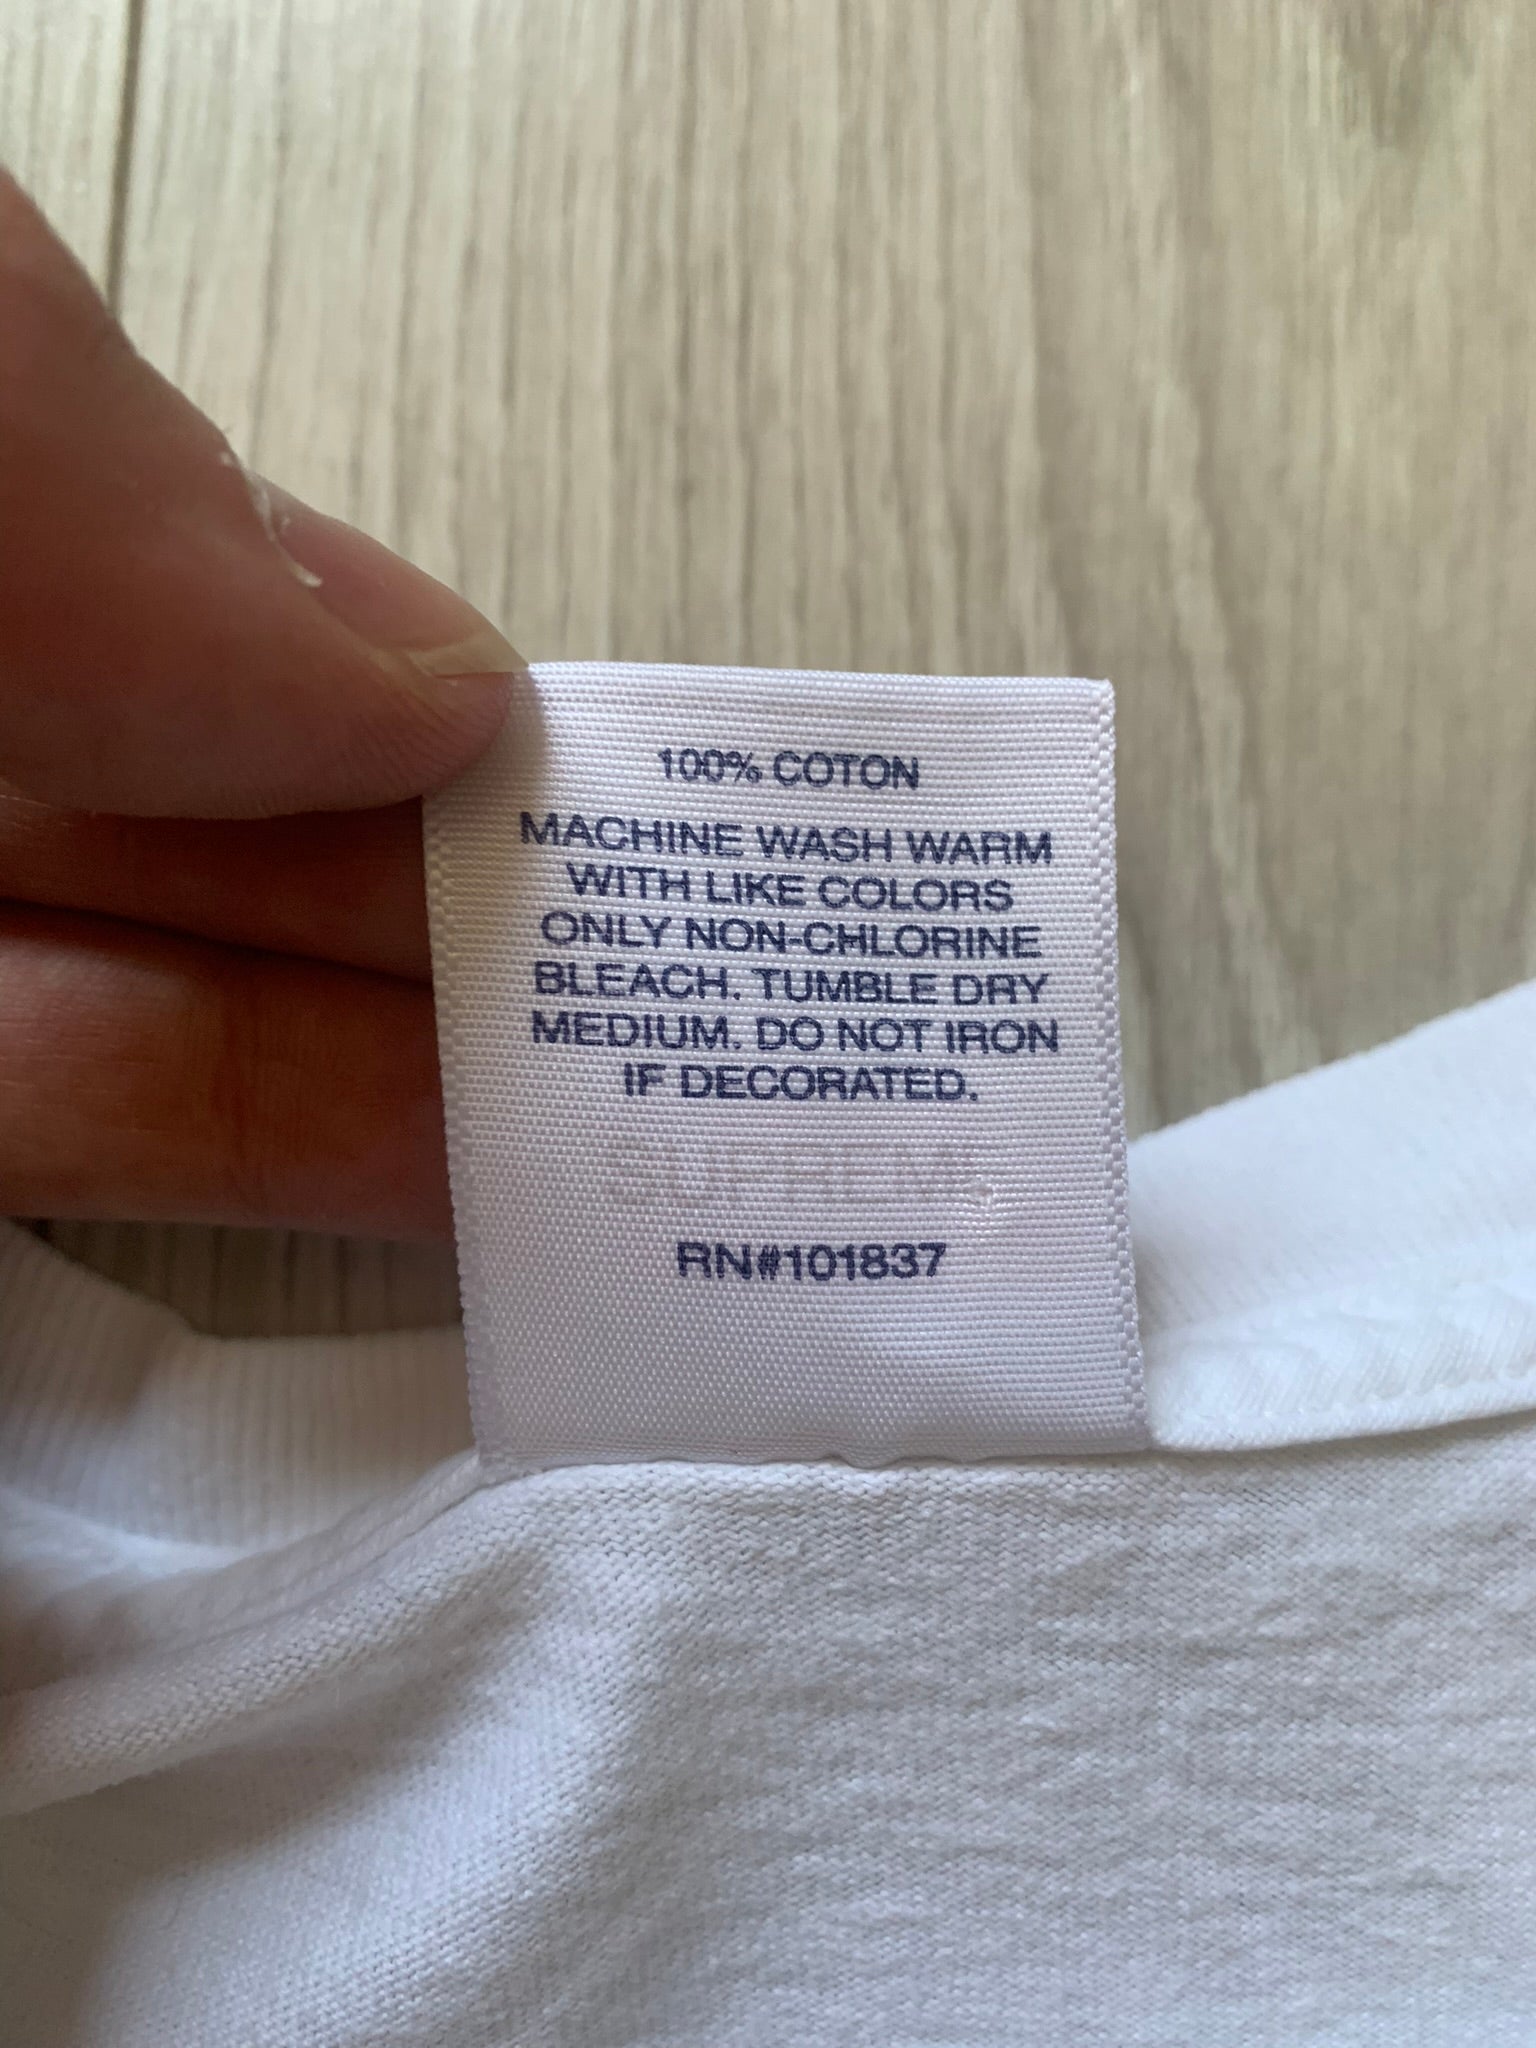 100% COTON
MACHINE WASH WARM
WITH LIKE COLORS
ONLY NON-CHLORINE
BLEACH. TUMBLE DRY
MEDIUM. DO NOT IRON
IF DECORATED.
RN#101837